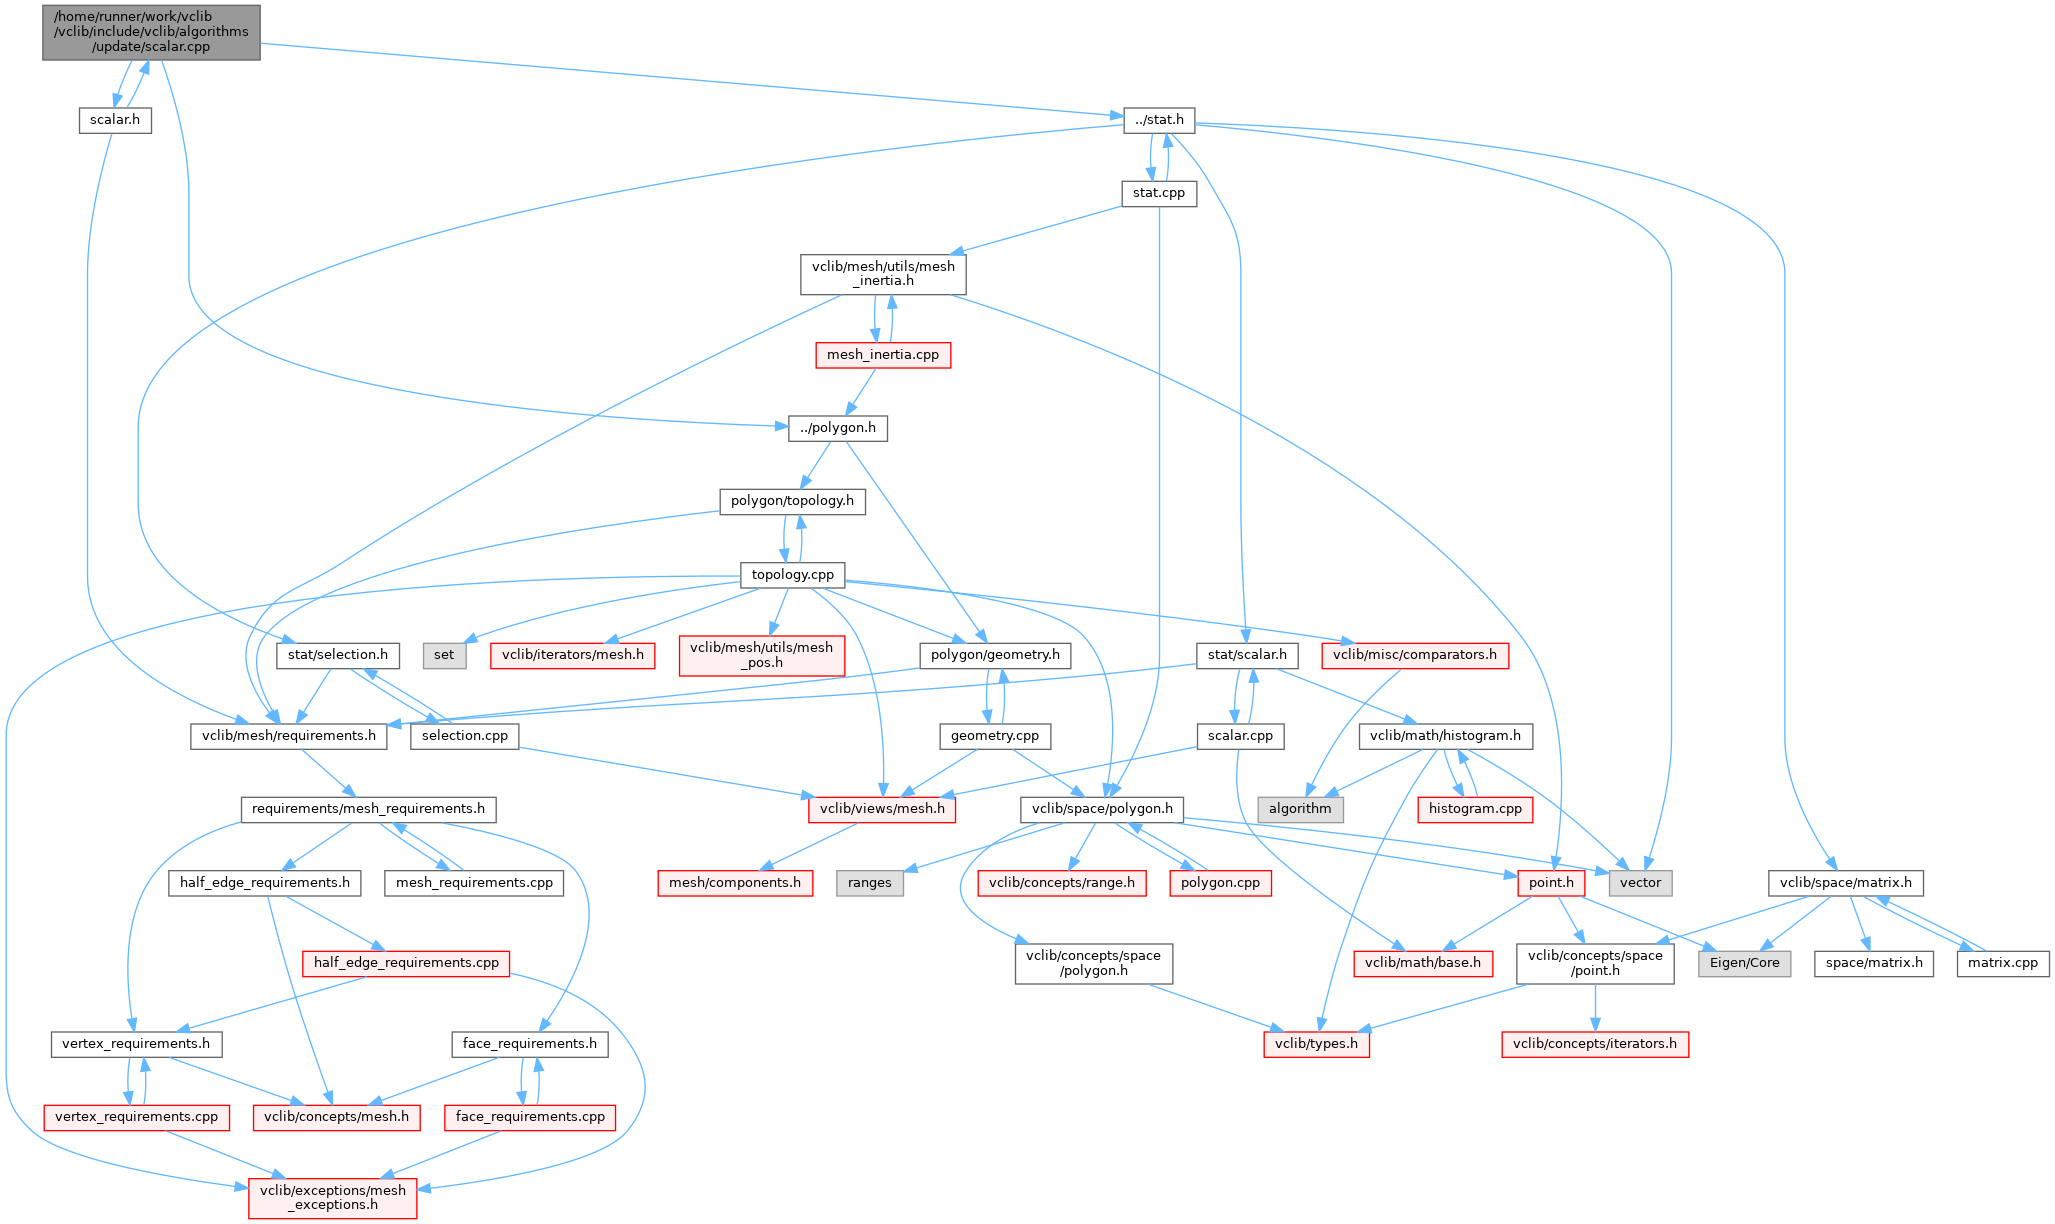 /home/runner/work/vclib
/vclib/include/vclib/algorithms
/update/scalar.cpp
scalar.h
../stat.h
stat.cpp
vclib/mesh/utils/mesh
_inertia.h
mesh_inertia.cpp
../polygon.h
polygon/topology.h
topology.cpp
stat/selection.h
set
vclib/iterators/mesh.h
vclib/mesh/utils/mesh
_pos.h
polygon/geometry.h
stat/scalar.h
vclib/misc/comparators.h
vclib/mesh/requirements.h
selection.cpp
geometry.cpp
scalar.cpp
vclib/math/histogram.h
requirements/mesh_requirements.h
vclib/views/mesh.h
vclib/space/polygon.h
algorithm
histogram.cpp
half_edge_requirements.h
mesh_requirements.cpp
mesh/components.h
ranges
vclib/concepts/range.h
polygon.cpp
point.h
vector
vclib/space/matrix.h
half_edge_requirements.cpp
vclib/concepts/space
/polygon.h
vclib/math/base.h
vclib/concepts/space
/point.h
Eigen/Core
space/matrix.h
matrix.cpp
vertex_requirements.h
face_requirements.h
vclib/types.h
vclib/concepts/iterators.h
vertex_requirements.cpp
vclib/concepts/mesh.h
face_requirements.cpp
vclib/exceptions/mesh
_exceptions.h